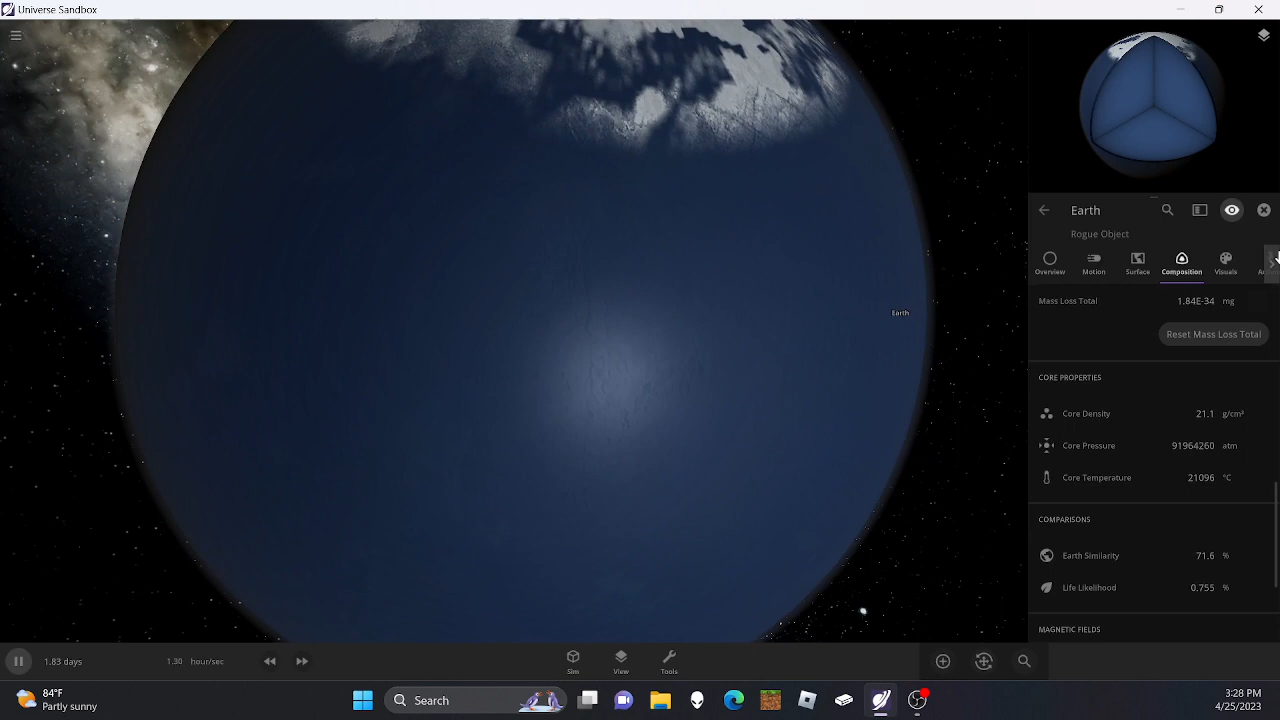 Universe Sandbox
Earth
Earth
Rogue Object
Overview Motion Surface Composition Visuals
Mass Loss Total 1.84E-34 mg
Reset Mass Loss Total
CORE PROPERTIES
Core Density 21.1 g/cm³
Core Pressure 91964260 atm
Core Temperature 21096 °C
COMPARISONS
Earth Similarity 71.6 %
Life Likelihood 0.755 %
MAGNETIC FIELDS
1.83 days 1.30 hour/sec Sim View Tools
84°F
Partly sunny
Search
3:28 PM
4/25/2023